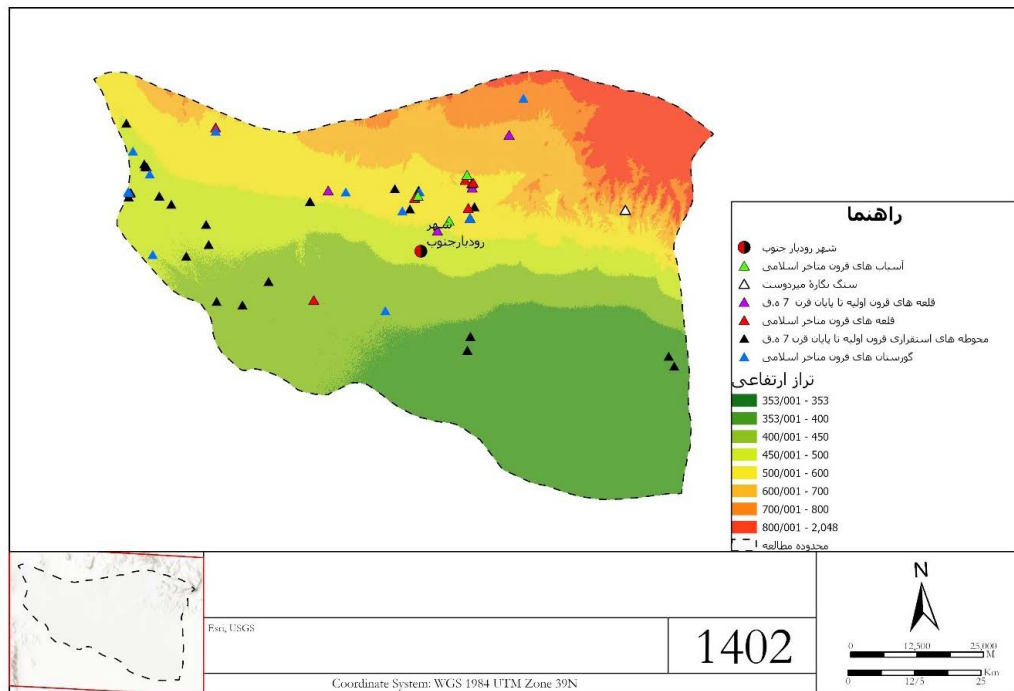 شهر
رودبارجنوب
راهنما
شهر رودبار جنوب
آسیاب های قرون متاخر اسلامی
سنگ نگارهٔ میردوست
قلعه های قرون اولیه تا پایان قرن 7 ه.ق
قلعه های قرون متاخر اسلامی
محوطه های استقراری قرون اولیه تا پایان قرن 7 ه.ق
گورستان های قرون متاخر اسلامی
تراز ارتفاعی
353/001 - 353
353/001 - 400
400/001 - 450
450/001 - 500
500/001 - 600
600/001 - 700
700/001 - 800
800/001 - 2,048
محدوده مطالعه
Esri, USGS
1402
Coordinate System: WGS 1984 UTM Zone 39N
N
0 12,500 25,000
M
Km
0 12/5 25